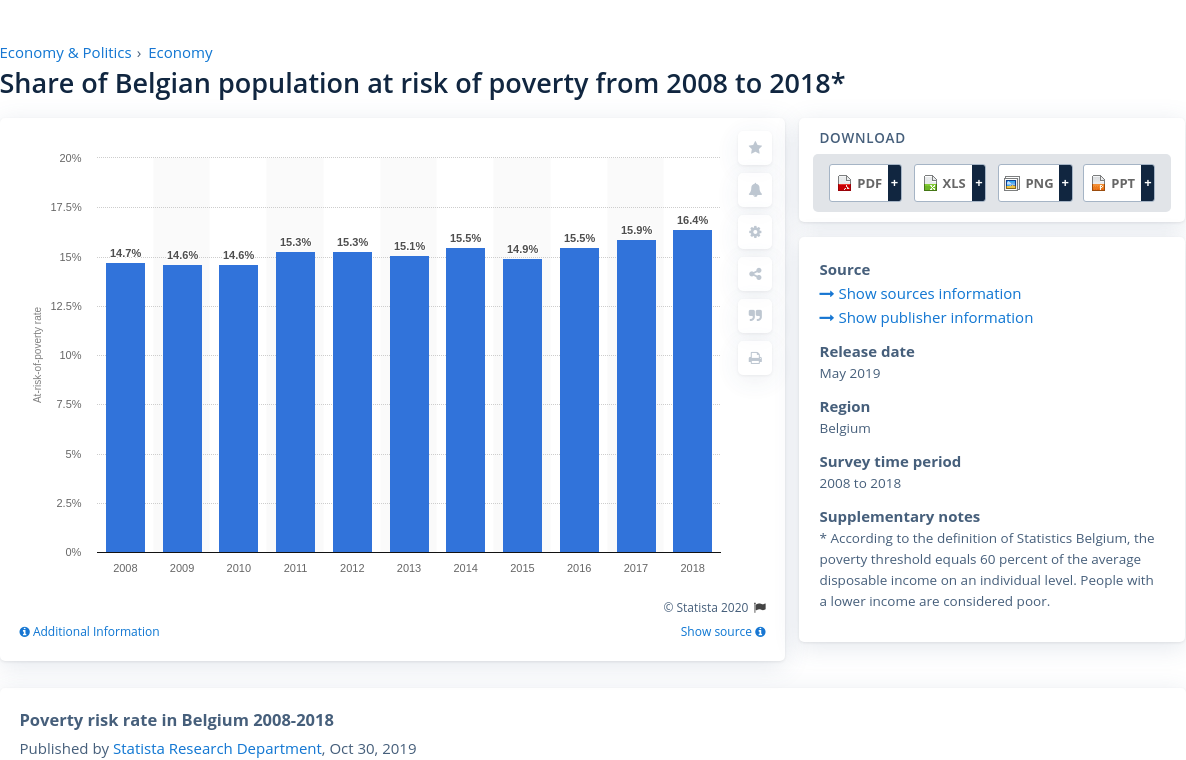 Economy & Politics › Economy
Share of Belgian population at risk of poverty from 2008 to 2018*
20%
17.5%
15%
12.5%
10%
7.5%
5%
2.5%
0%
At-risk-of-poverty rate
14.7%
14.6%
14.6%
15.3%
15.3%
15.1%
15.5%
14.9%
15.5%
15.9%
16.4%
2008 2009 2010 2011 2012 2013 2014 2015 2016 2017 2018
© Statista 2020
Additional Information
Show source
DOWNLOAD
PDF + XLS + PNG + PPT +
Source
Show sources information
Show publisher information
Release date
May 2019
Region
Belgium
Survey time period
2008 to 2018
Supplementary notes
* According to the definition of Statistics Belgium, the
poverty threshold equals 60 percent of the average
disposable income on an individual level. People with
a lower income are considered poor.
Poverty risk rate in Belgium 2008-2018
Published by Statista Research Department, Oct 30, 2019